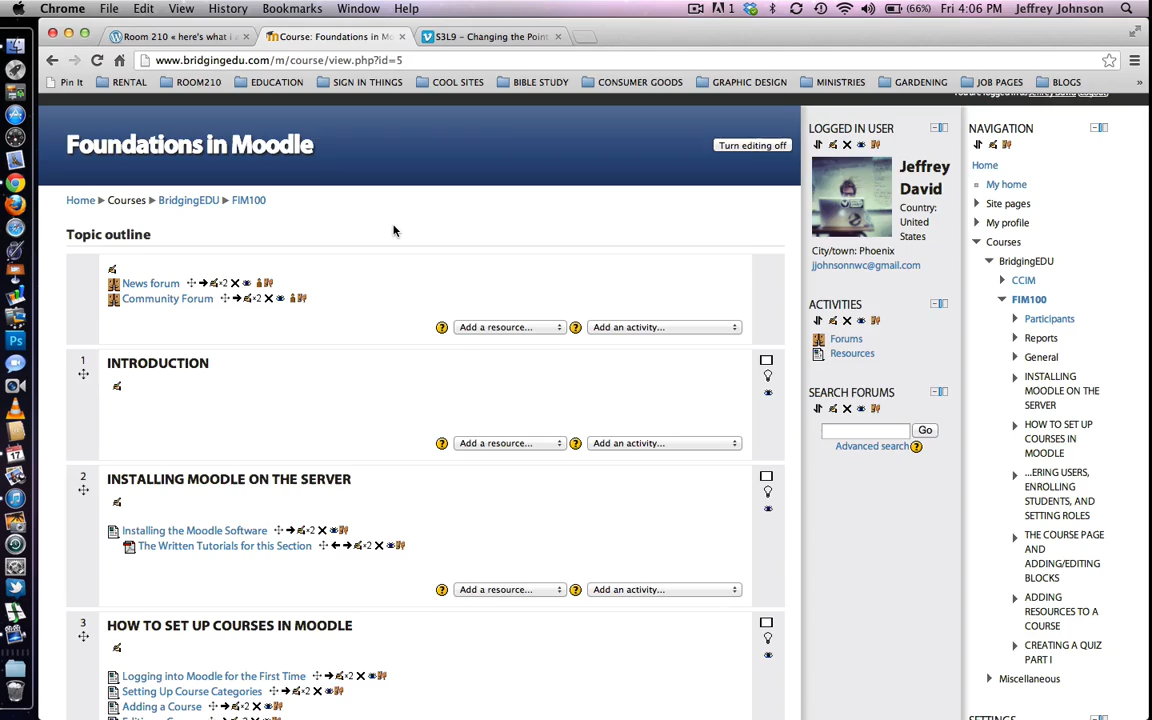 Chrome File Edit View History Bookmarks Window Help
1 (66%) Fri 4:06 PM Jeffrey Johnson
Room 210 « here's what i
Course: Foundations in M
S3L9 - Changing the Poin
www.bridgingedu.com/m/course/view.php?id=5
Pin It RENTAL ROOM210 EDUCATION SIGN IN THINGS COOL SITES BIBLE STUDY CONSUMER GOODS GRAPHIC DESIGN MINISTRIES GARDENING JOB PAGES BLOGS »
Foundations in Moodle
Turn editing off
Home ► Courses ► BridgingEDU ► FIM100
Topic outline
News forum ×2
Community Forum ×2
Add a resource... Add an activity...
1 INTRODUCTION
Add a resource... Add an activity...
2 INSTALLING MOODLE ON THE SERVER
Installing the Moodle Software ×2
The Written Tutorials for this Section ×2
Add a resource... Add an activity...
3 HOW TO SET UP COURSES IN MOODLE
Logging into Moodle for the First Time ×2
Setting Up Course Categories ×2
Adding a Course ×2
LOGGED IN USER
Jeffrey
David
Country:
United
States
City/town: Phoenix
jjohnsonnwc@gmail.com
ACTIVITIES
Forums
Resources
SEARCH FORUMS
Go
Advanced search
NAVIGATION
Home
My home
Site pages
My profile
Courses
BridgingEDU
CCIM
FIM100
Participants
Reports
General
INSTALLING
MOODLE ON THE
SERVER
HOW TO SET UP
COURSES IN
MOODLE
...ERING USERS,
ENROLLING
STUDENTS, AND
SETTING ROLES
THE COURSE PAGE
AND
ADDING/EDITING
BLOCKS
ADDING
RESOURCES TO A
COURSE
CREATING A QUIZ
PART I
Miscellaneous
17